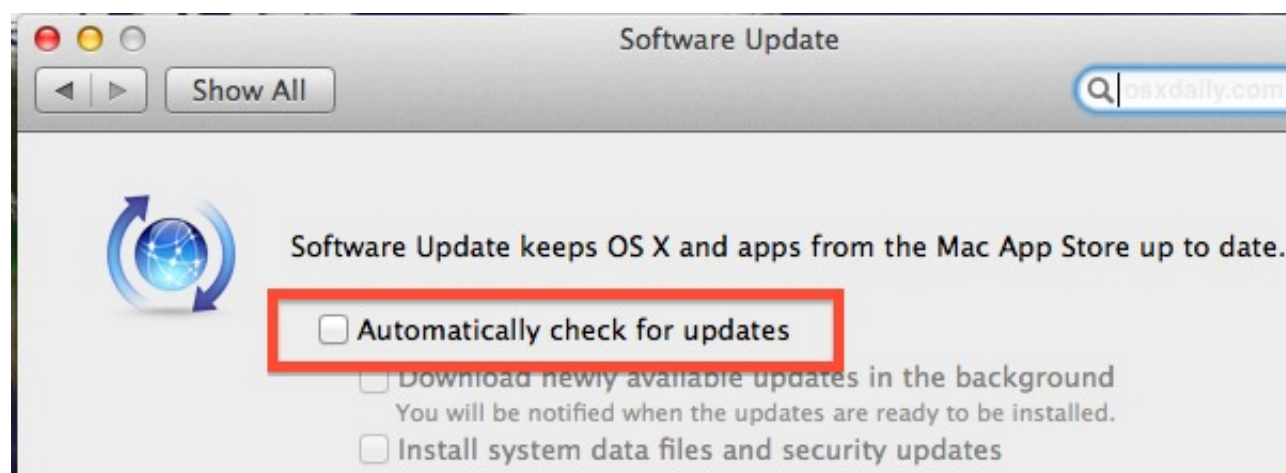 Software Update
Show All
osxdaily.com
Software Update keeps OS X and apps from the Mac App Store up to date.
Automatically check for updates
Download newly available updates in the background
You will be notified when the updates are ready to be installed.
Install system data files and security updates